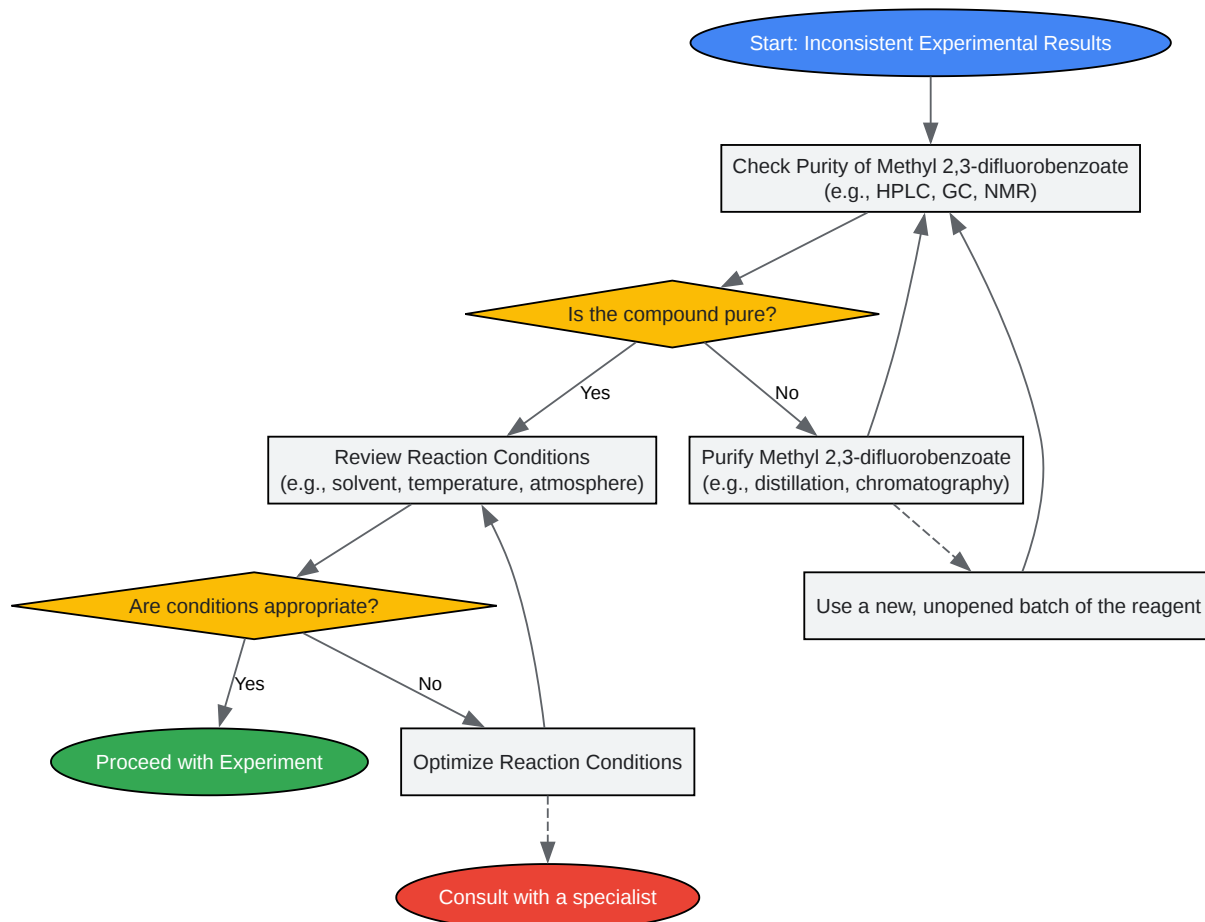 Start: Inconsistent Experimental Results
Check Purity of Methyl 2,3-difluorobenzoate
(e.g., HPLC, GC, NMR)
Is the compound pure?
Yes
No
Review Reaction Conditions
(e.g., solvent, temperature, atmosphere)
Purify Methyl 2,3-difluorobenzoate
(e.g., distillation, chromatography)
Are conditions appropriate?
Use a new, unopened batch of the reagent
Yes
No
Proceed with Experiment
Optimize Reaction Conditions
Consult with a specialist